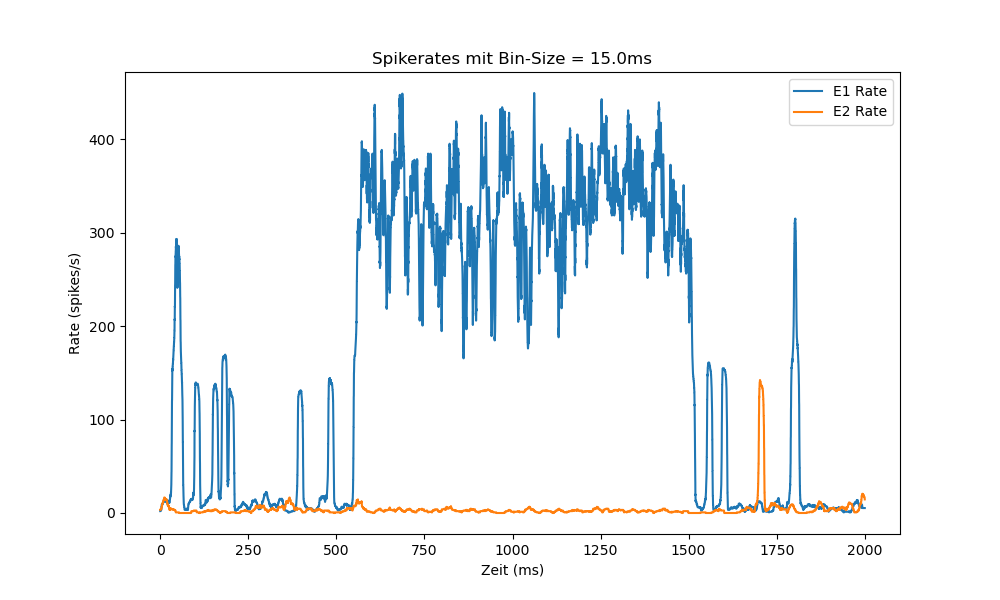 Spikerates mit Bin-Size = 15.0ms
E1 Rate
E2 Rate
Rate (spikes/s)
400
300
200
100
0
0 250 500 750 1000 1250 1500 1750 2000
Zeit (ms)